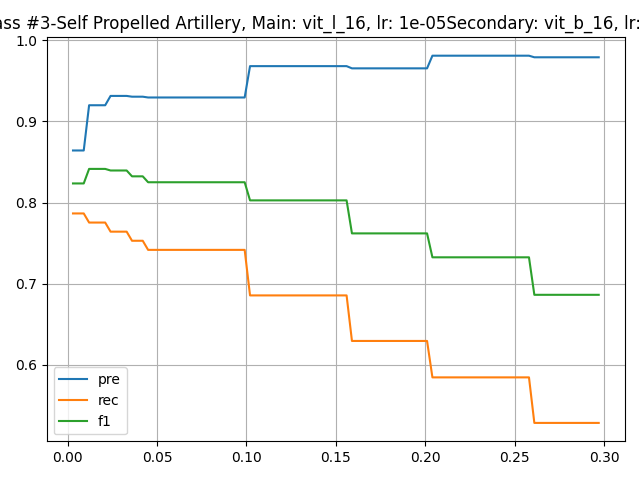 ass #3-Self Propelled Artillery, Main: vit_l_16, lr: 1e-05Secondary: vit_b_16, lr:
1.0
0.9
0.8
0.7
0.6
pre
rec
f1
0.00 0.05 0.10 0.15 0.20 0.25 0.30